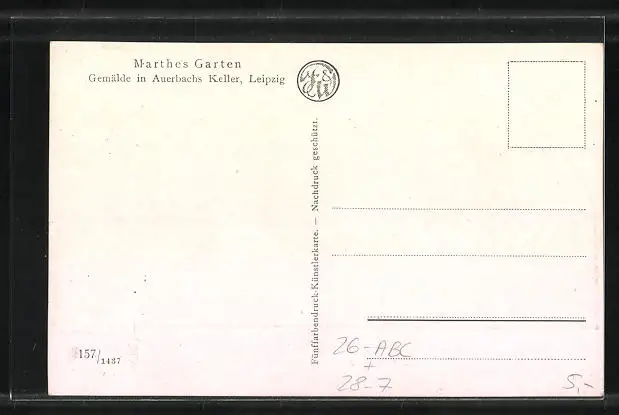 Marthes Garten
Gemälde in Auerbachs Keller, Leipzig
Fünffarbendruck-Künstlerkarte. — Nachdruck geschützt.
157/1437
26-ABC
+
28-7
5,-